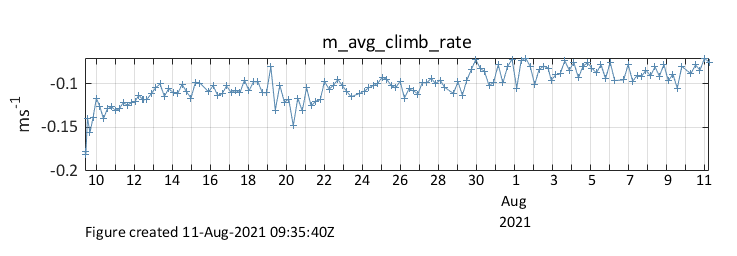 m_avg_climb_rate
ms-1
-0.1
-0.15
-0.2
10 12 14 16 18 20 22 24 26 28 30 1 3 5 7 9 11
Aug
2021
Figure created 11-Aug-2021 09:35:40Z